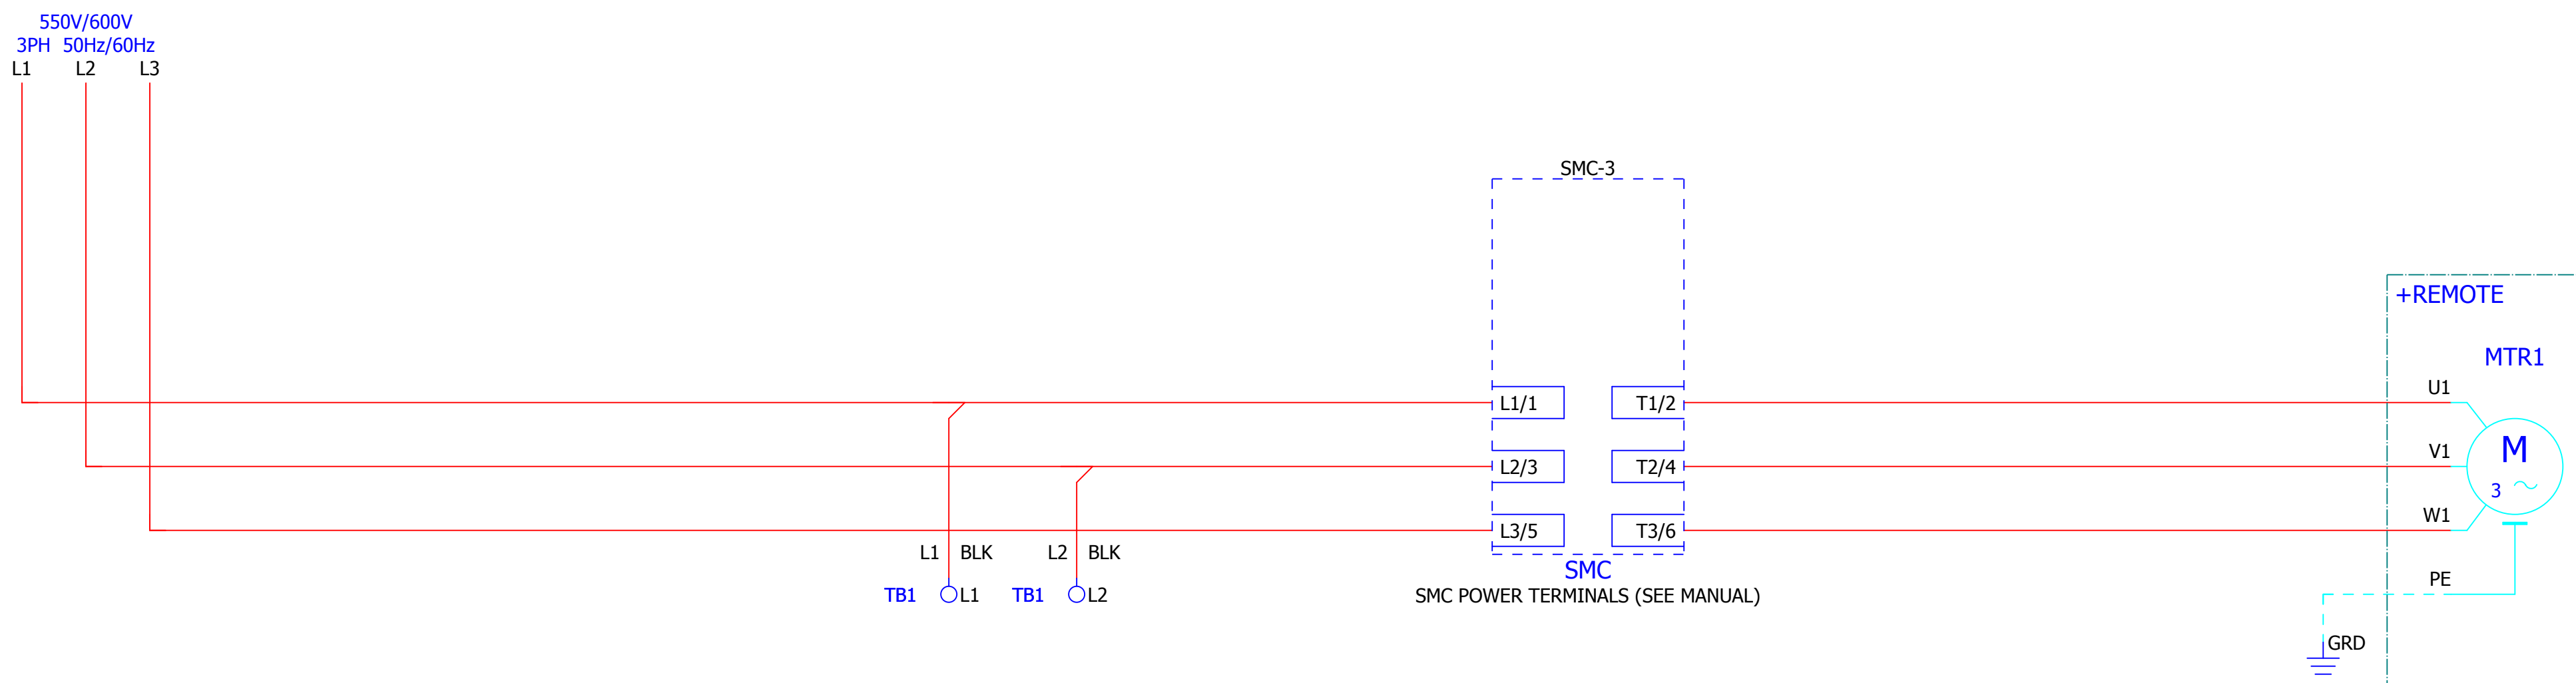 550V/600V
3PH 50Hz/60Hz
L1 L2 L3
SMC-3
+REMOTE
MTR1
U1
L1/1 T1/2
V1
M
3
L2/3 T2/4
W1
L3/5 T3/6
L1 BLK L2 BLK
SMC
PE
TB1 L1 TB1 L2
SMC POWER TERMINALS (SEE MANUAL)
GRD